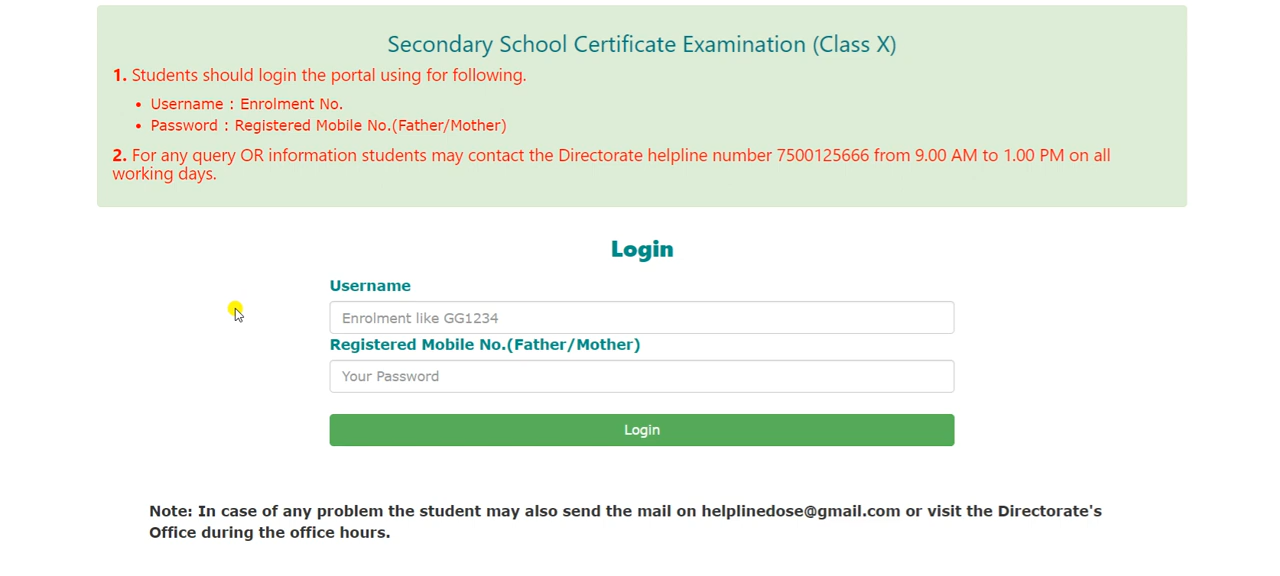 Secondary School Certificate Examination (Class X)
1. Students should login the portal using for following.
• Username : Enrolment No.
• Password : Registered Mobile No.(Father/Mother)
2. For any query OR information students may contact the Directorate helpline number 7500125666 from 9.00 AM to 1.00 PM on all
working days.
Login
Username
Enrolment like GG1234
Registered Mobile No.(Father/Mother)
Your Password
Login
Note: In case of any problem the student may also send the mail on helplinedose@gmail.com or visit the Directorate's
Office during the office hours.